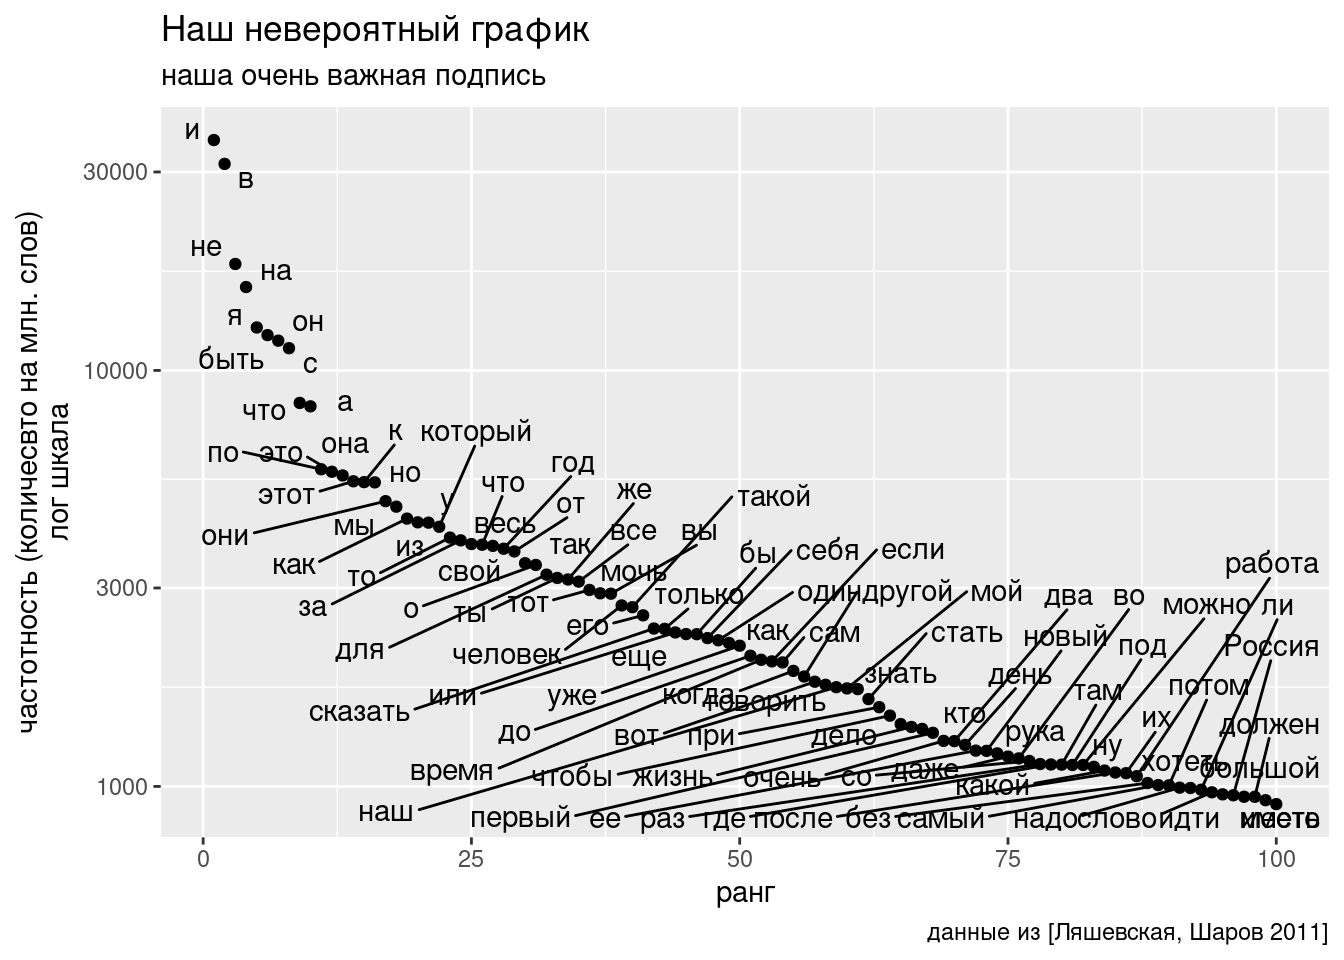 Наш невероятный график
наша очень важная подпись
частотность (количесвто на млн. слов)
лог шкала
30000
10000
3000
1000
и
в
не
на
я
он
быть
с
что
а
к
который
по
это
она
год
этот
но
что
же
такой
они
мы
у
весь
от
все
вы
как
из
так
бы
себя
если
работа
то
свой
мочь
за
о
ты
тот
только
один
другой
мой
два
во
можно
ли
для
человек
его
еще
как
сам
стать
новый
под
Россия
сказать
или
уже
когда
говорить
знать
день
там
потом
до
вот
при
дело
кто
рука
их
должен
время
чтобы
жизнь
очень
со
даже
ну
хотеть
большой
наш
какой
первый
ее
раз
где
после
без
самый
надо
слово
идти
иметь
0
25
50
75
100
ранг
данные из [Ляшевская, Шаров 2011]